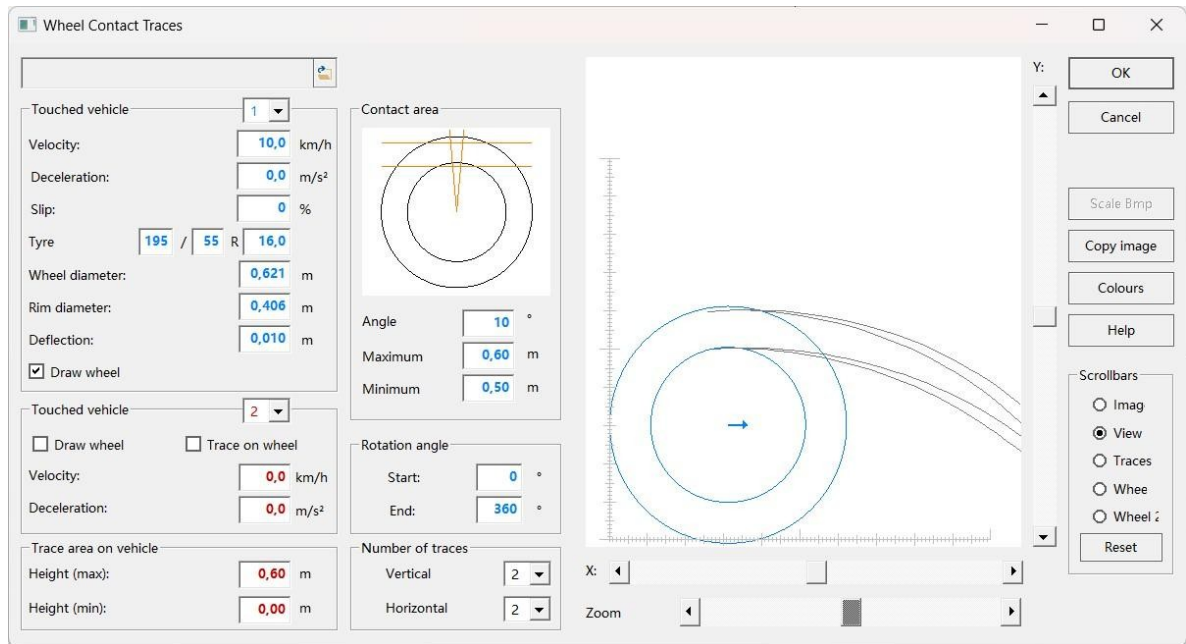 Wheel Contact Traces
Touched vehicle 1
Velocity: 10,0 km/h
Deceleration: 0,0 m/s²
Slip: 0 %
Tyre 195 / 55 R 16,0
Wheel diameter: 0,621 m
Rim diameter: 0,406 m
Deflection: 0,010 m
Draw wheel
Touched vehicle 2
Draw wheel Trace on wheel
Velocity: 0,0 km/h
Deceleration: 0,0 m/s²
Trace area on vehicle
Height (max): 0,60 m
Height (min): 0,00 m
Contact area
Angle 10 °
Maximum 0,60 m
Minimum 0,50 m
Rotation angle
Start: 0 °
End: 360 °
Number of traces
Vertical 2
Horizontal 2
Y:
X:
Zoom
OK
Cancel
Scale Bmp
Copy image
Colours
Help
Scrollbars
Imag
View
Traces
Whee
Wheel 2
Reset